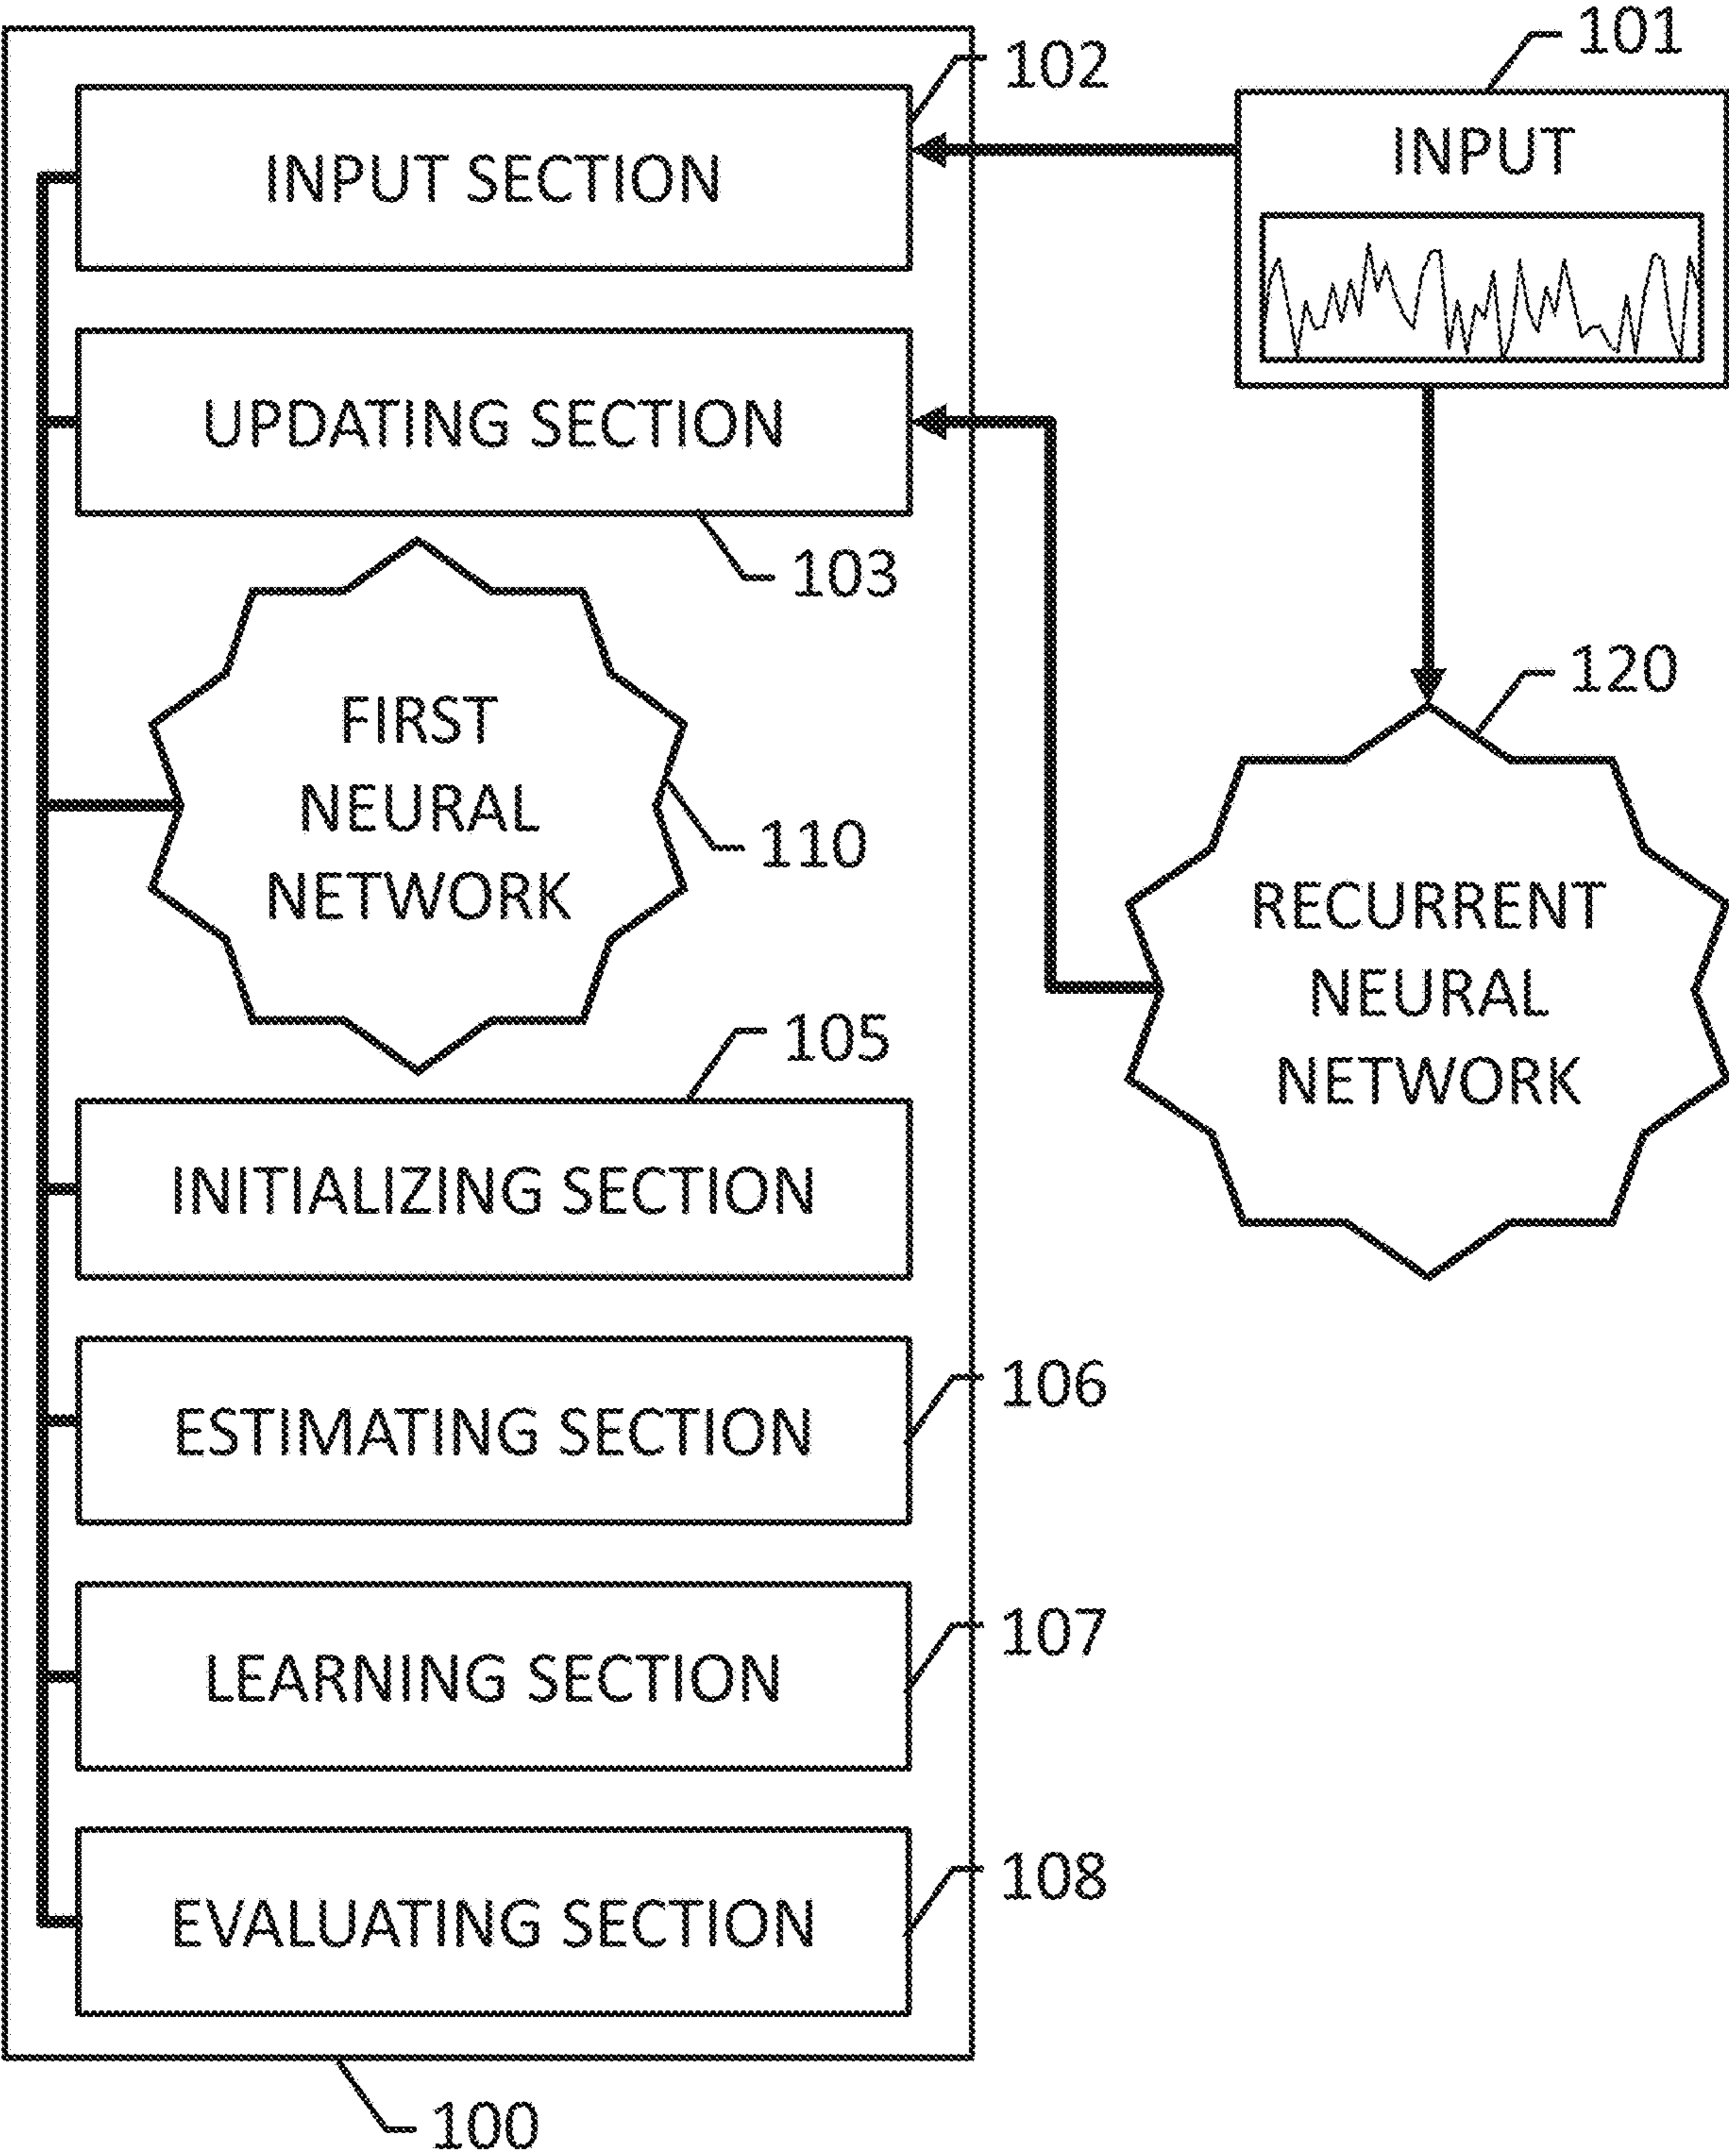 101
102
INPUT
INPUT SECTION
UPDATING SECTION
103
FIRST
NEURAL
NETWORK
110
120
RECURRENT
NEURAL
NETWORK
105
INITIALIZING SECTION
106
ESTIMATING SECTION
107
LEARNING SECTION
108
EVALUATING SECTION
100